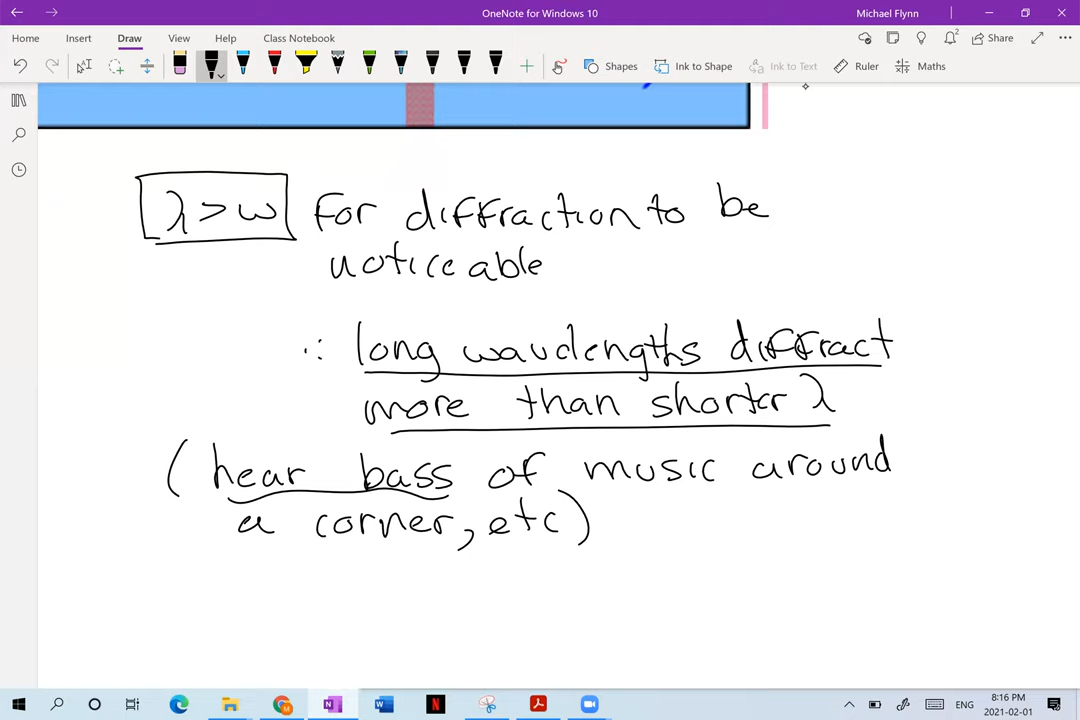 OneNote for Windows 10
Michael Flynn
Home Insert Draw View Help Class Notebook
2 Share
Shapes Ink to Shape Ink to Text Ruler Maths
λ > w for diffraction to be
noticeable
∴ long wavelengths diffract
more than shorter λ
(hear bass of music around
a corner, etc)
8:16 PM
ENG
2021-02-01